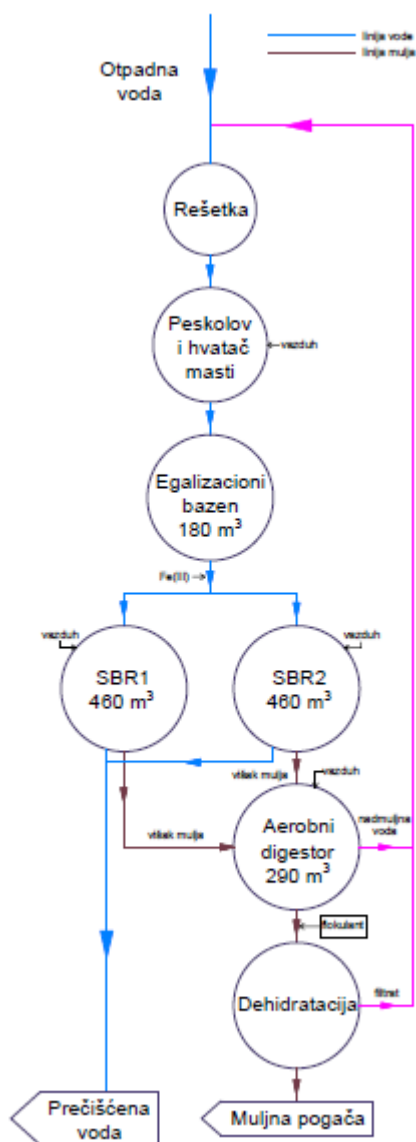 linija vode
linija mulja
Otpadna
voda
Rešetka
Peskolov
i hvatač
masti
vazduh
Egalizacioni
bazen
180 m³
Fe(III)
vazduh
vazduh
SBR1
460 m³
SBR2
460 m³
višak mulja
vazduh
višak mulja
Aerobni
digestor
290 m³
nadmuljna
voda
flokulant
Dehidratacija
filtrat
Prečišćena
voda
Muljna pogača